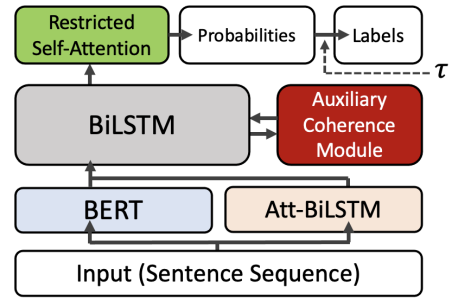 Restricted
Self-Attention
Probabilities
Labels
τ
BiLSTM
Auxiliary
Coherence
Module
BERT
Att-BiLSTM
Input (Sentence Sequence)